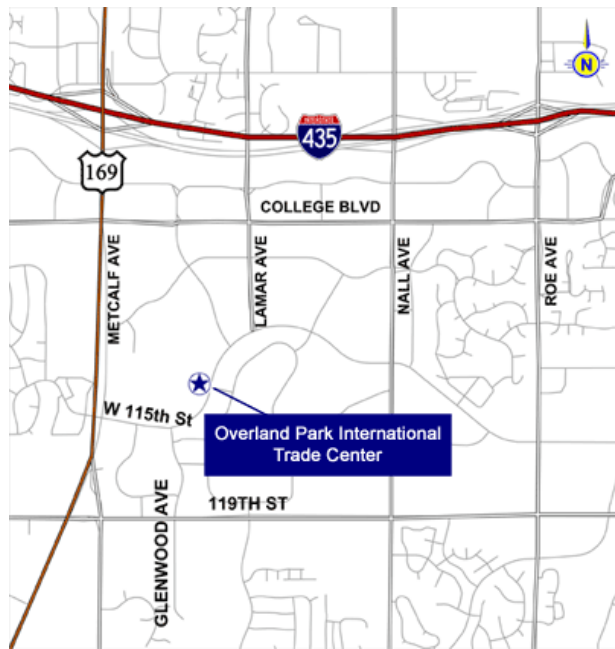 N
INTERSTATE
435
169
COLLEGE BLVD
METCALF AVE
LAMAR AVE
NALL AVE
ROE AVE
W 115th St
Overland Park International
Trade Center
119TH ST
GLENWOOD AVE